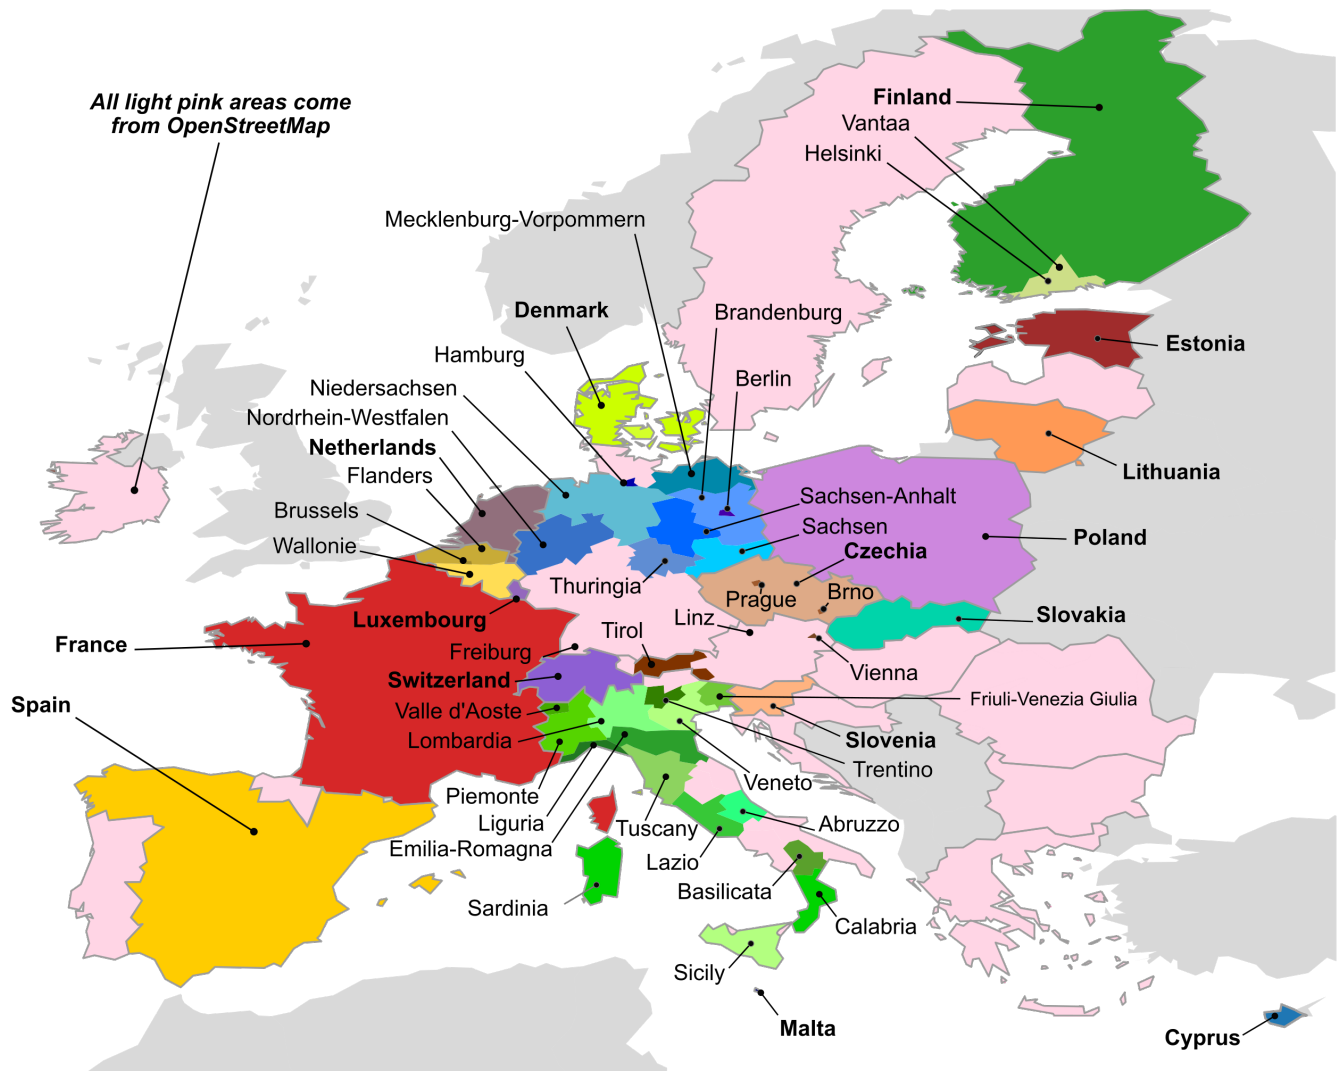 All light pink areas come
from OpenStreetMap
Finland
Vantaa
Helsinki
Mecklenburg-Vorpommern
Denmark
Brandenburg
Estonia
Hamburg
Berlin
Niedersachsen
Nordrhein-Westfalen
Netherlands
Lithuania
Flanders
Sachsen-Anhalt
Brussels
Sachsen
Wallonie
Czechia
Poland
Thuringia
Prague
Brno
Luxembourg
Linz
Slovakia
Tirol
France
Freiburg
Vienna
Switzerland
Spain
Valle d'Aoste
Friuli-Venezia Giulia
Lombardia
Slovenia
Trentino
Veneto
Piemonte
Liguria
Tuscany
Abruzzo
Emilia-Romagna
Lazio
Basilicata
Sardinia
Calabria
Sicily
Malta
Cyprus